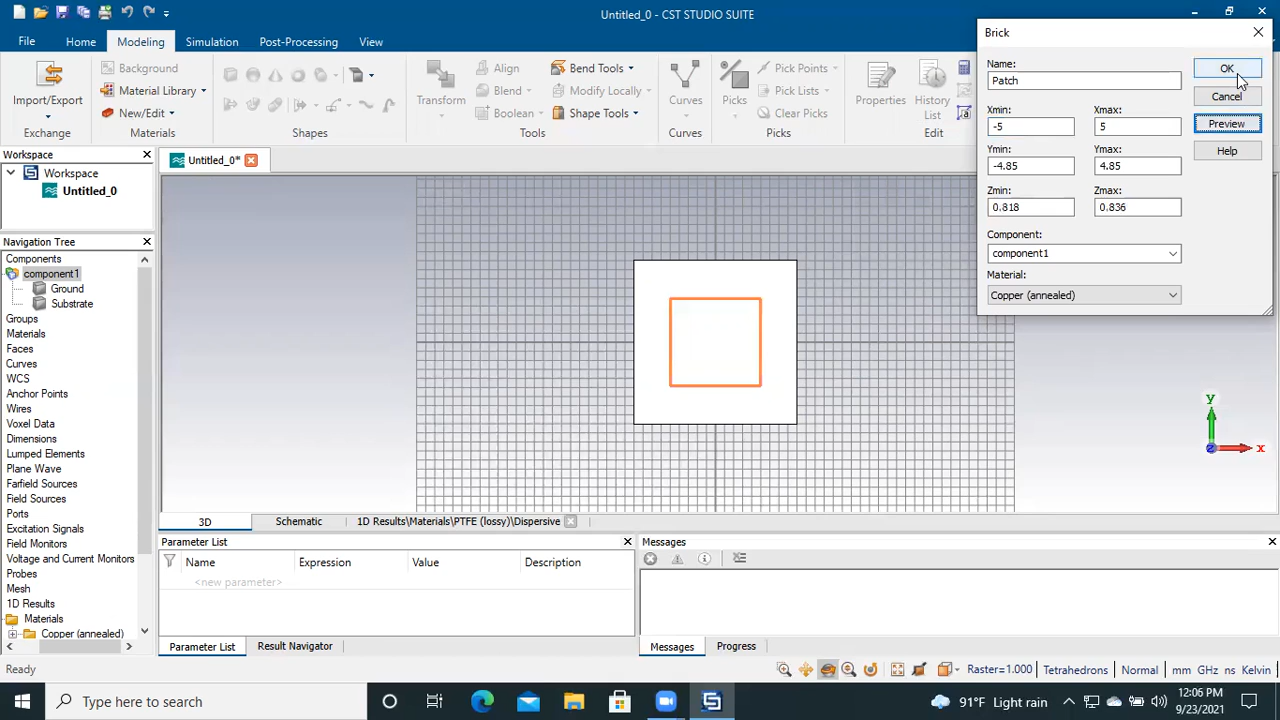 Untitled_0 - CST STUDIO SUITE
File
Home
Modeling
Simulation
Post-Processing
View
Import/Export
Exchange
Background
Material Library
New/Edit
Materials
Shapes
Transform
Align
Blend
Boolean
Bend Tools
Modify Locally
Shape Tools
Tools
Curves
Curves
Picks
Pick Points
Pick Lists
Clear Picks
Picks
Properties
History List
Edit
Brick
Name:
Patch
OK
Cancel
Preview
Help
Xmin: Xmax:
-5 5
Ymin: Ymax:
-4.85 4.85
Zmin: Zmax:
0.818 0.836
Component:
component1
Material:
Copper (annealed)
Workspace
Workspace
Untitled_0
Untitled_0*
Navigation Tree
Components
component1
Ground
Substrate
Groups
Materials
Faces
Curves
WCS
Anchor Points
Wires
Voxel Data
Dimensions
Lumped Elements
Plane Wave
Farfield Sources
Field Sources
Ports
Excitation Signals
Field Monitors
Voltage and Current Monitors
Probes
Mesh
1D Results
Materials
Copper (annealed)
y
x
z
3D
Schematic
1D Results\Materials\PTFE (lossy)\Dispersive
Parameter List
Name Expression Value Description
<new parameter>
Parameter List
Result Navigator
Messages
Messages
Progress
Ready
Raster=1.000 Tetrahedrons Normal mm GHz ns Kelvin
Type here to search
91°F Light rain
12:06 PM
9/23/2021